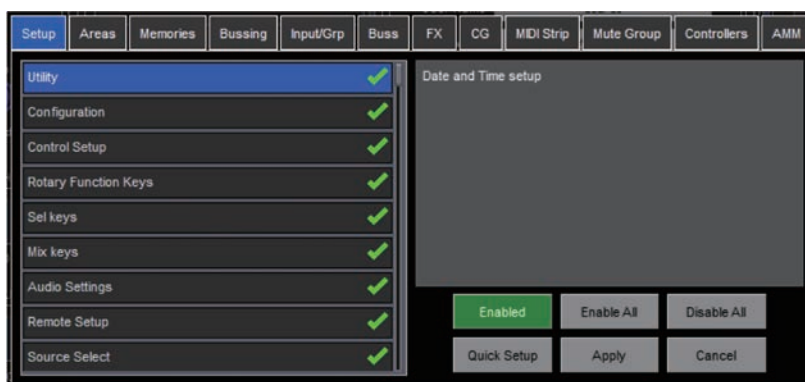 Setup Areas Memories Bussing Input/Grp Buss FX CG MIDI Strip Mute Group Controllers AMM
Utility
Configuration
Control Setup
Rotary Function Keys
Sel keys
Mix keys
Audio Settings
Remote Setup
Source Select
Date and Time setup
Enabled Enable All Disable All
Quick Setup Apply Cancel